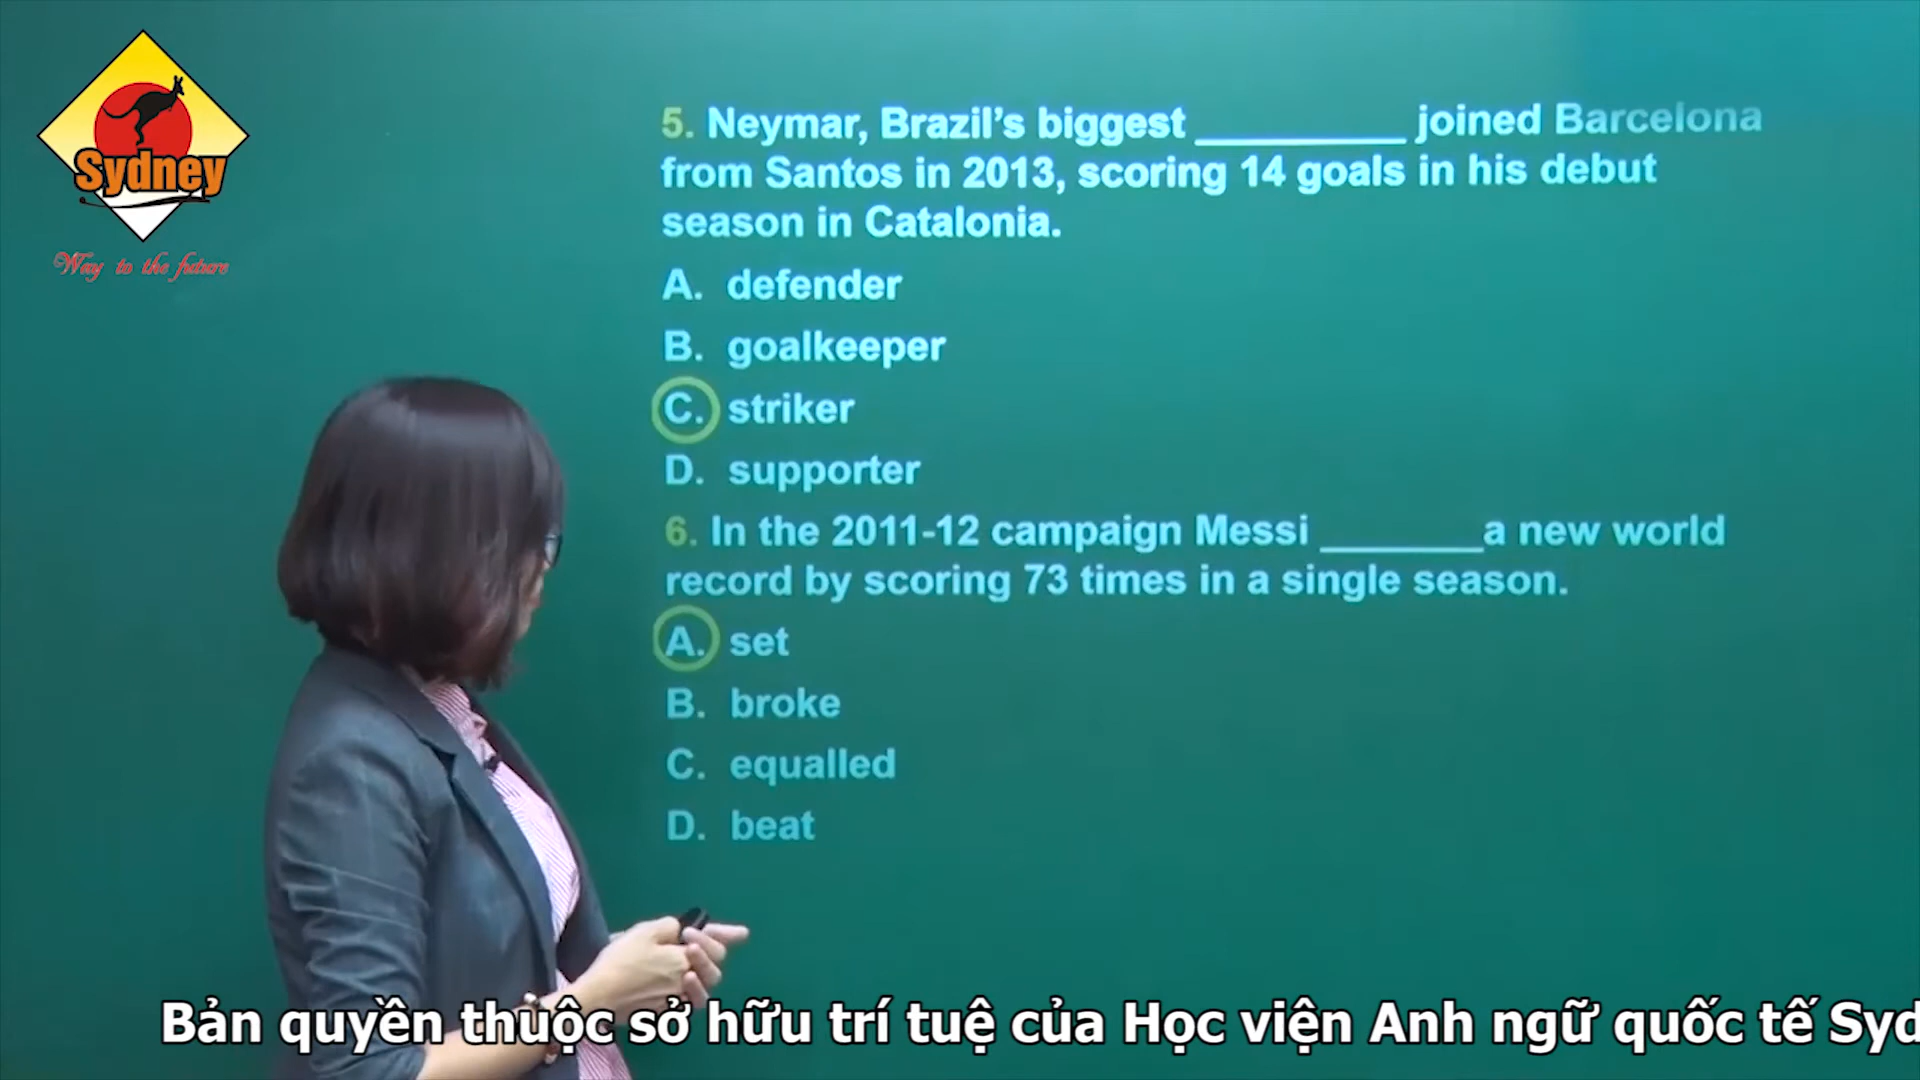 Sydney
Way to the future
5. Neymar, Brazil's biggest __________ joined Barcelona
from Santos in 2013, scoring 14 goals in his debut
season in Catalonia.
A. defender
B. goalkeeper
C. striker
D. supporter
6. In the 2011-12 campaign Messi ________a new world
record by scoring 73 times in a single season.
A. set
B. broke
C. equalled
D. beat
Bản quyền thuộc sở hữu trí tuệ của Học viện Anh ngữ quốc tế Syd